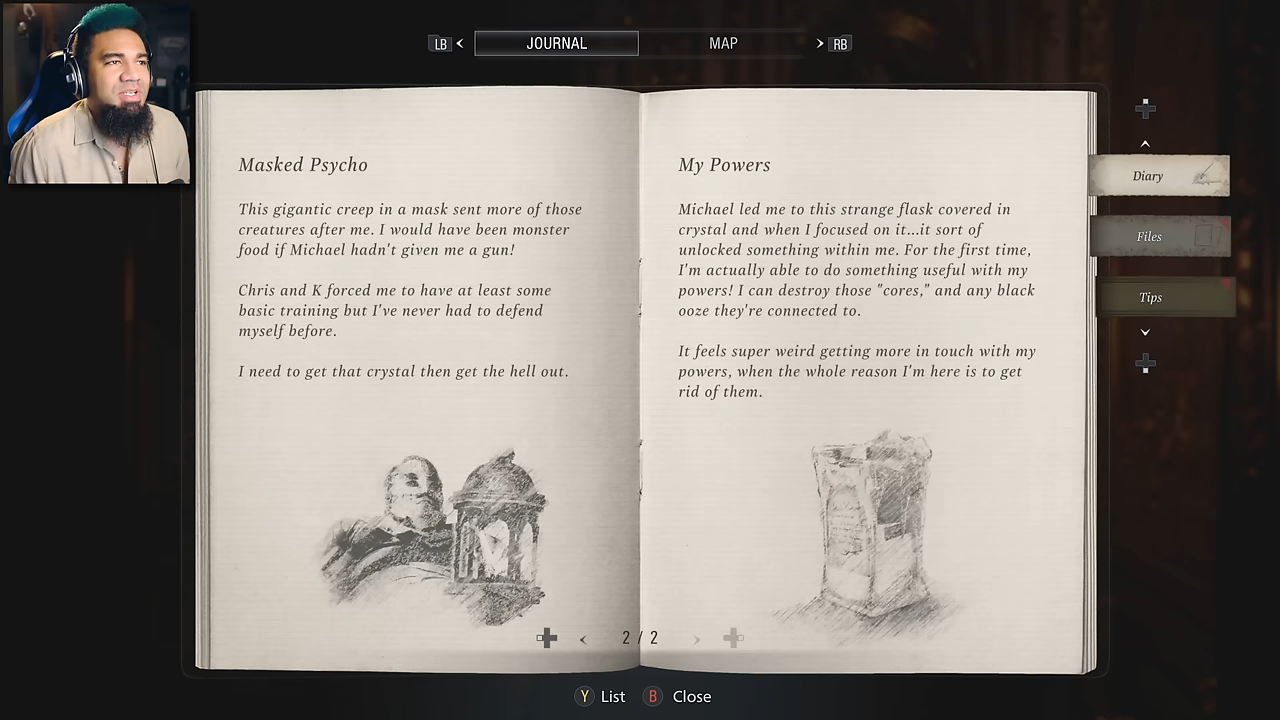 LB JOURNAL MAP RB
Masked Psycho
This gigantic creep in a mask sent more of those
creatures after me. I would have been monster
food if Michael hadn't given me a gun!
Chris and K forced me to have at least some
basic training but I've never had to defend
myself before.
I need to get that crystal then get the hell out.
My Powers
Michael led me to this strange flask covered in
crystal and when I focused on it...it sort of
unlocked something within me. For the first time,
I'm actually able to do something useful with my
powers! I can destroy those "cores," and any black
ooze they're connected to.
It feels super weird getting more in touch with my
powers, when the whole reason I'm here is to get
rid of them.
Diary
Files
Tips
2 / 2
Y List B Close